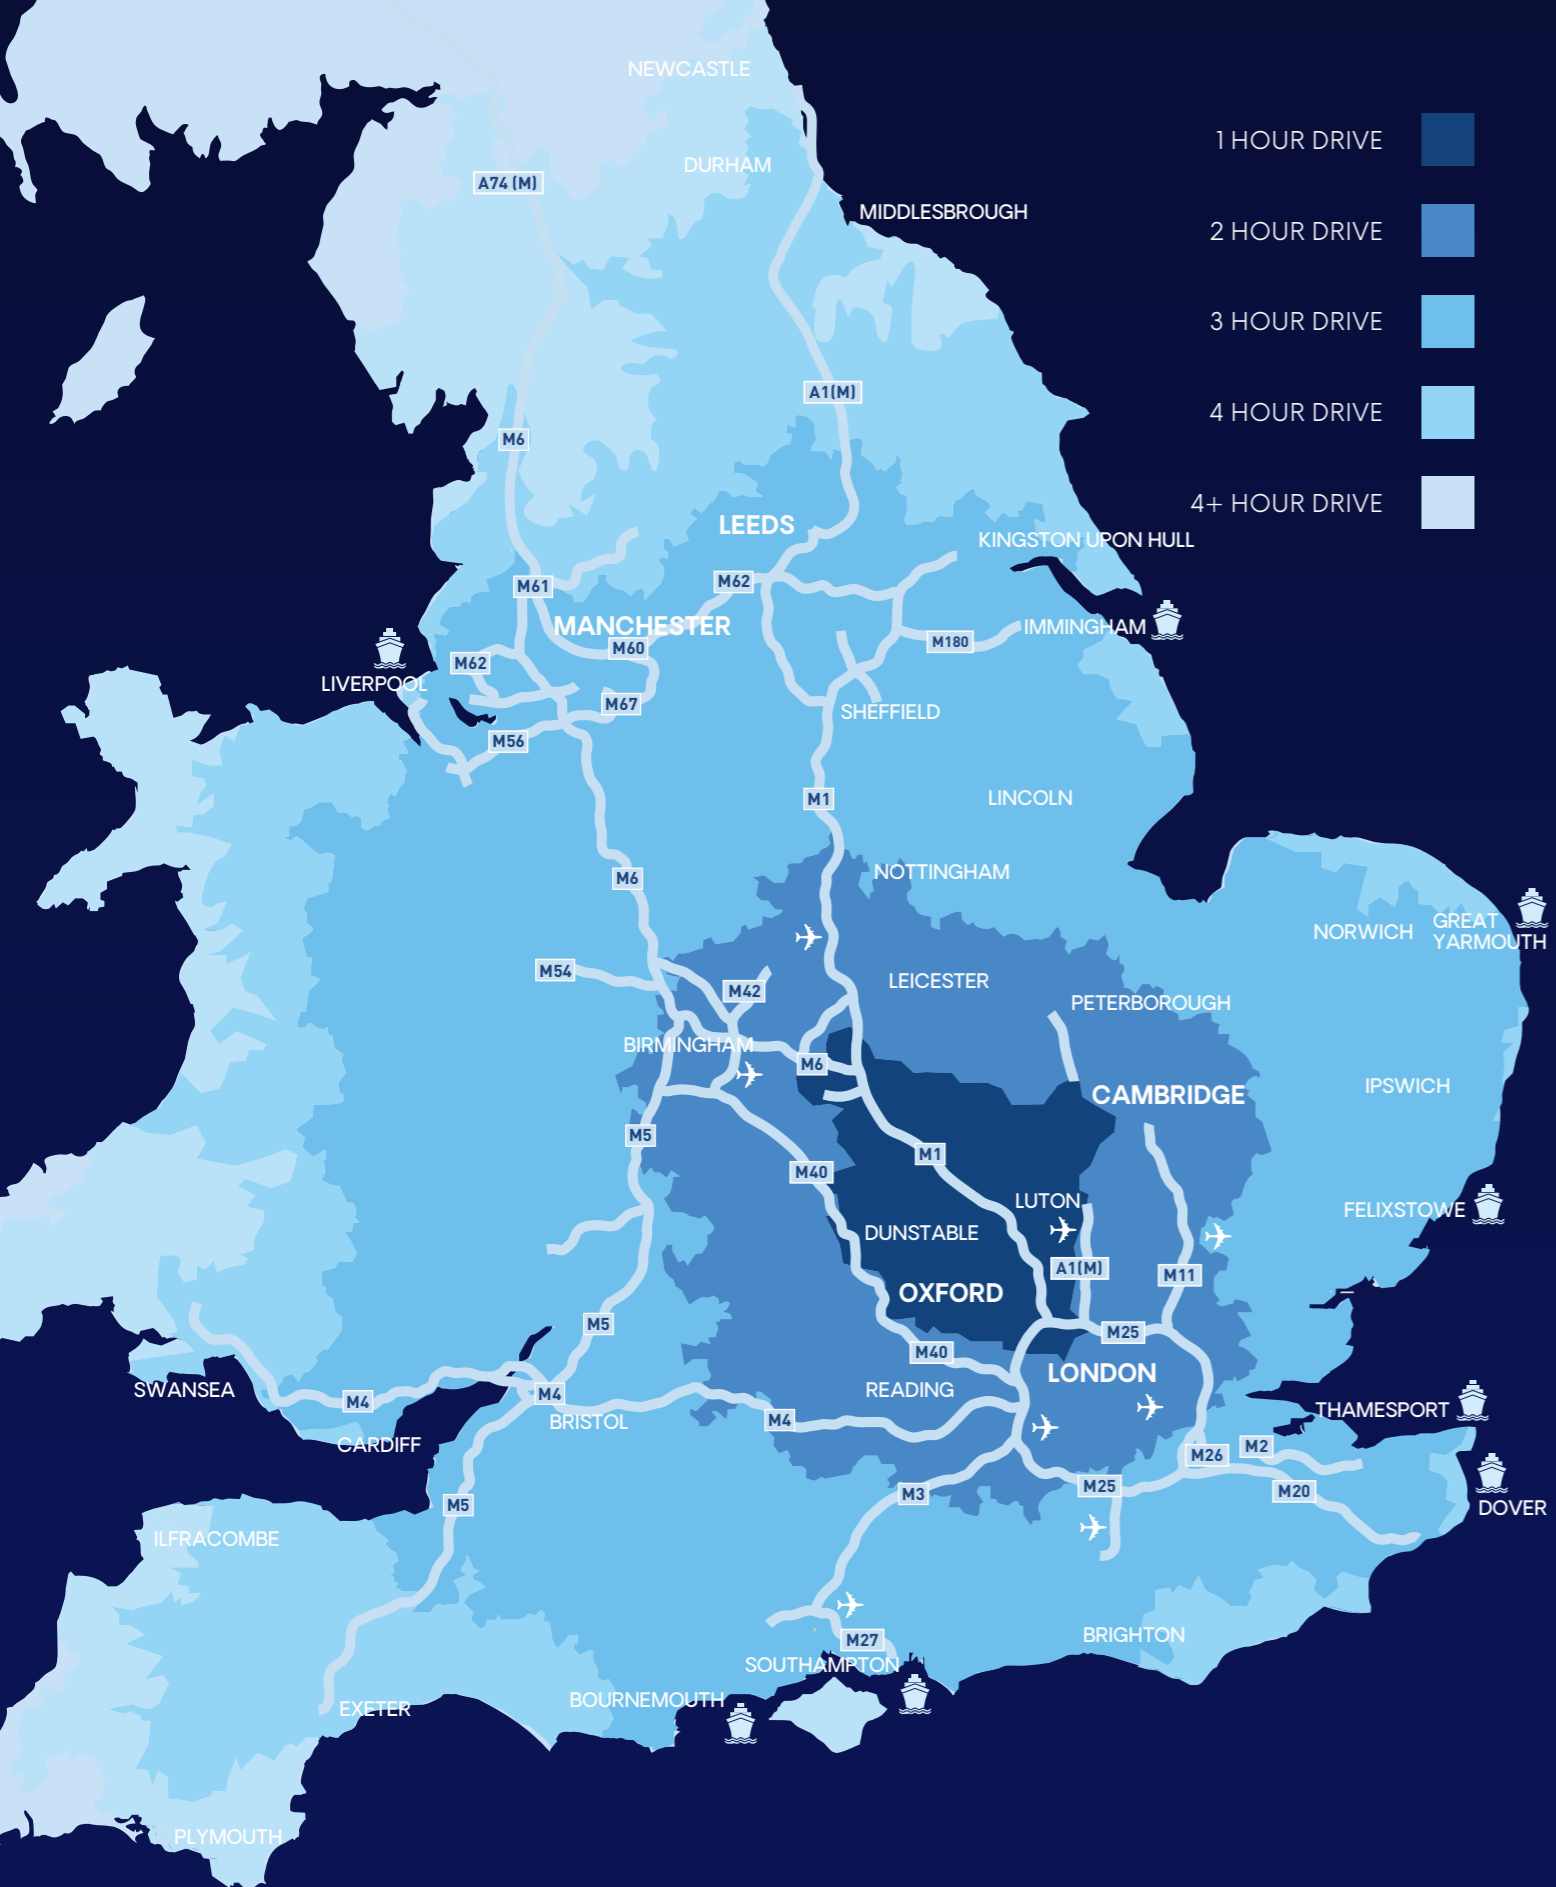 NEWCASTLE
1 HOUR DRIVE
DURHAM
A74 (M)
MIDDLESBROUGH
2 HOUR DRIVE
3 HOUR DRIVE
A1(M)
4 HOUR DRIVE
M6
4+ HOUR DRIVE
LEEDS
KINGSTON UPON HULL
M61
M62
MANCHESTER
IMMINGHAM
M60
M180
M62
LIVERPOOL
M67
SHEFFIELD
M56
M1
LINCOLN
NOTTINGHAM
M6
NORWICH
GREAT
YARMOUTH
M54
LEICESTER
M42
PETERBOROUGH
BIRMINGHAM
M6
IPSWICH
CAMBRIDGE
M5
M1
M40
LUTON
FELIXSTOWE
DUNSTABLE
A1(M)
M11
OXFORD
M5
M25
M40
LONDON
SWANSEA
READING
M4
M4
THAMESPORT
M4
BRISTOL
CARDIFF
M26
M2
M25
M20
M3
M5
DOVER
ILFRACOMBE
M27
BRIGHTON
SOUTHAMPTON
BOURNEMOUTH
EXETER
PLYMOUTH